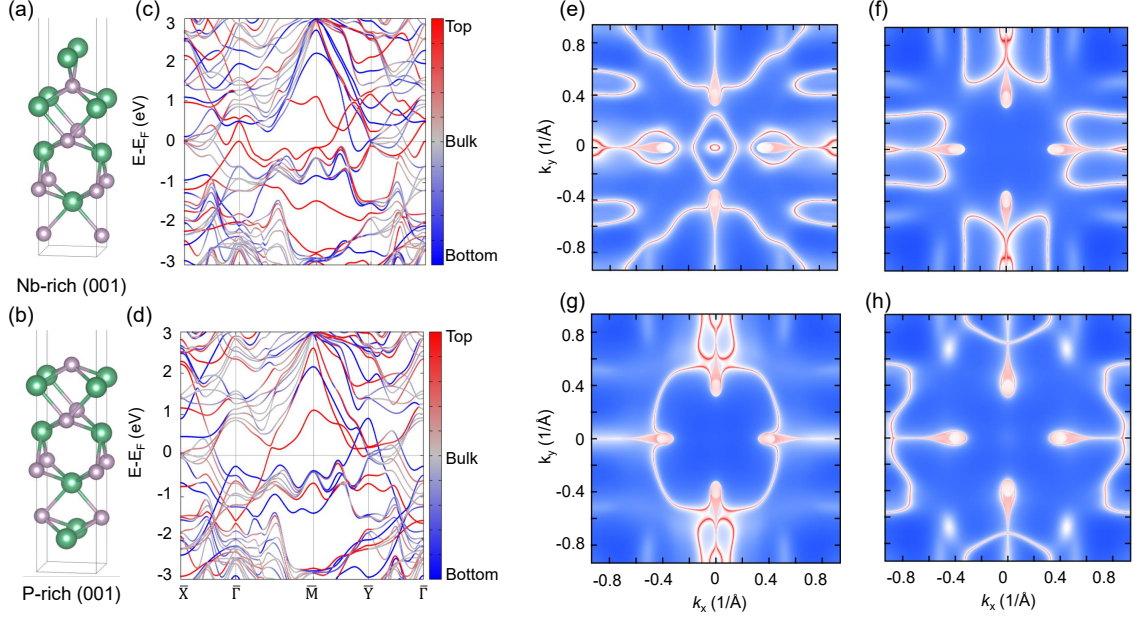 (a)
(c)
(e)
(f)
3
2
1
0
-1
-2
-3
E-E_F (eV)
Top
Bulk
Bottom
0.8
0.4
0
-0.4
-0.8
k_y (1/Å)
Nb-rich (001)
(b)
(d)
(g)
(h)
3
2
1
0
-1
-2
-3
E-E_F (eV)
Top
Bulk
Bottom
X̅ Γ̅ M̅ Y̅ Γ̅
0.8
0.4
0
-0.4
-0.8
k_y (1/Å)
-0.8 -0.4 0 0.4 0.8
k_x (1/Å)
-0.8 -0.4 0 0.4 0.8
k_x (1/Å)
P-rich (001)